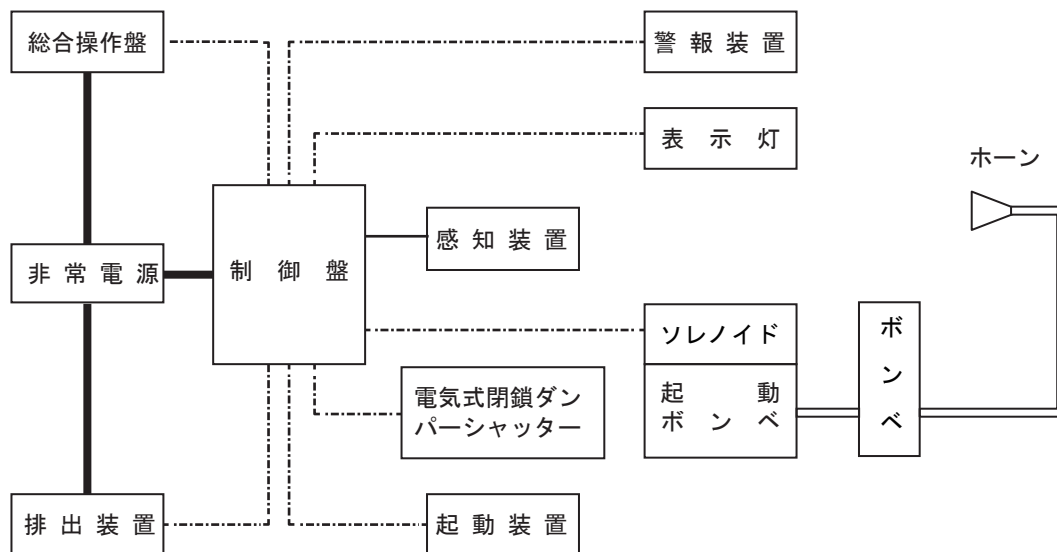 総合操作盤
警報装置
表示灯
ホーン
感知装置
非常電源
制御盤
ソレノイド
起動
ボンベ
ボンベ
電気式閉鎖ダン
パーシャッター
排出装置
起動装置